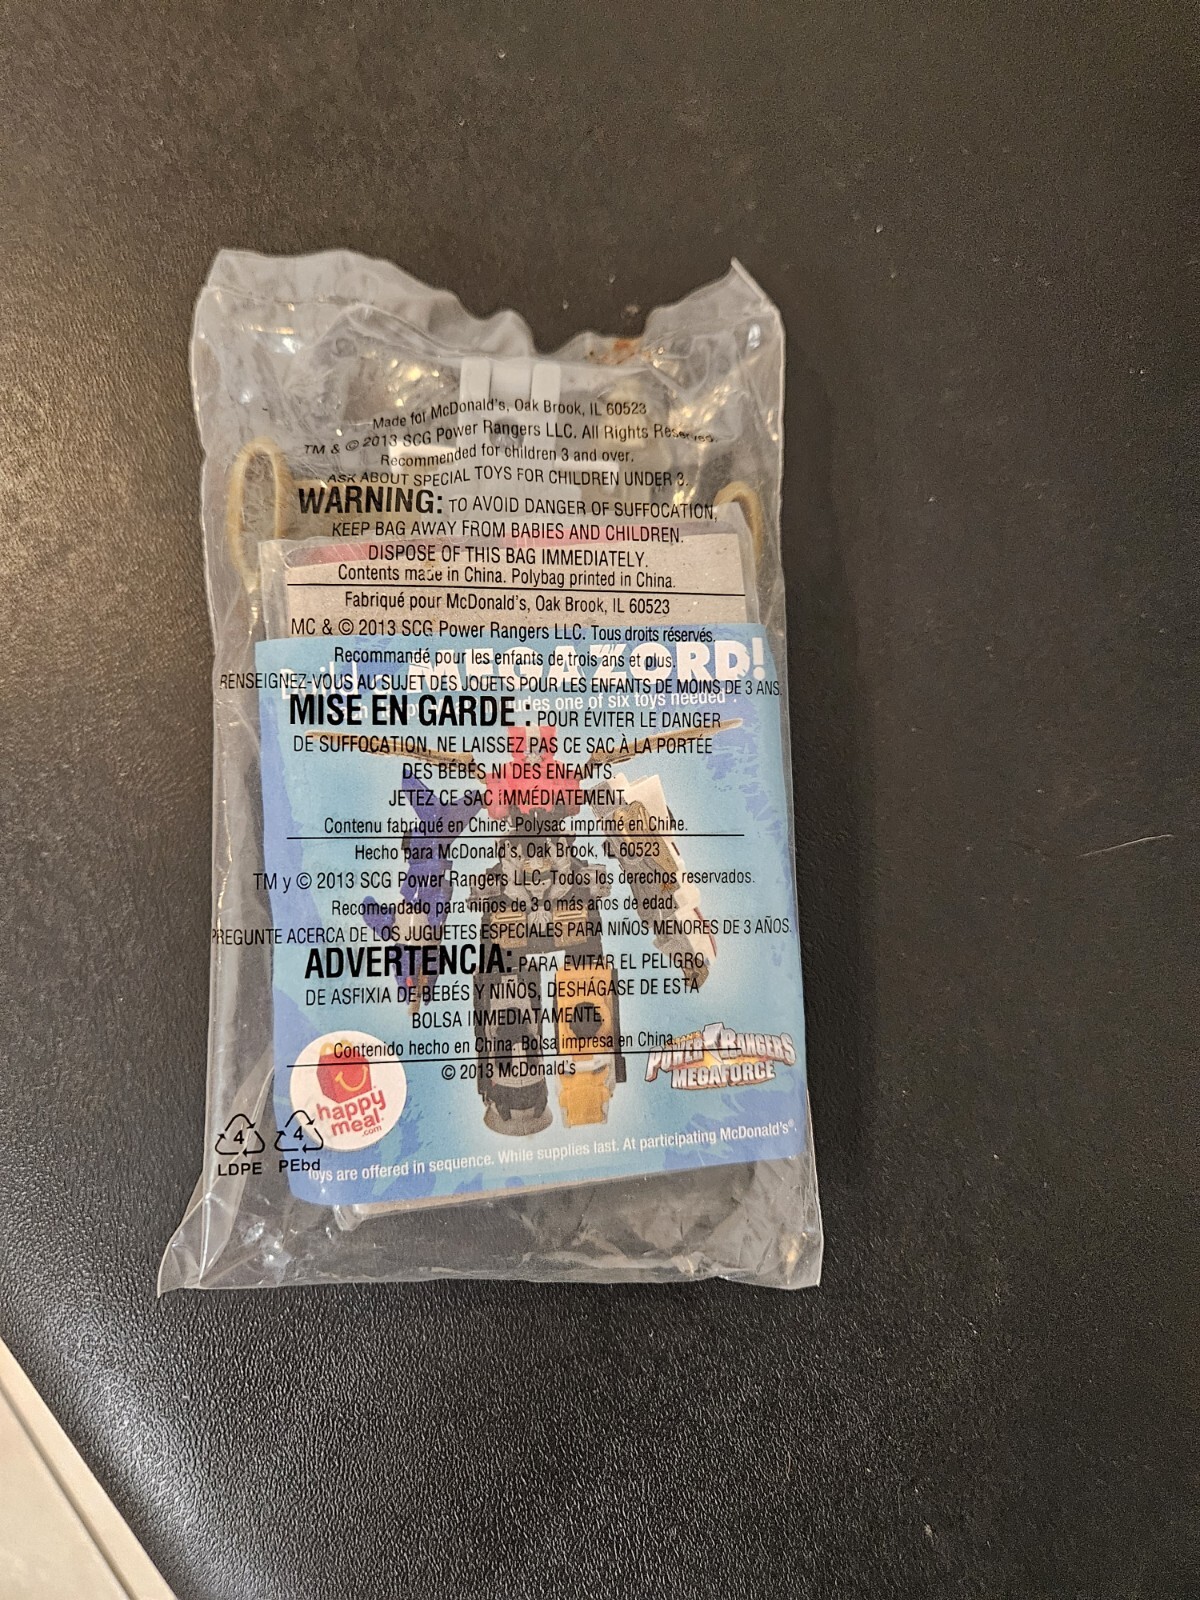 Made for McDonald's, Oak Brook, IL 60523
TM & © 2013 SCG Power Rangers LLC. All Rights Reserved.
Recommended for children 3 and over.
ASK ABOUT SPECIAL TOYS FOR CHILDREN UNDER 3.
WARNING: TO AVOID DANGER OF SUFFOCATION,
KEEP BAG AWAY FROM BABIES AND CHILDREN.
DISPOSE OF THIS BAG IMMEDIATELY.
Contents made in China. Polybag printed in China.
Fabriqué pour McDonald's, Oak Brook, IL 60523
MC & © 2013 SCG Power Rangers LLC. Tous droits réservés.
Recommandé pour les enfants de trois ans et plus.
Build MEGAZORD!
RENSEIGNEZ-VOUS AU SUJET DES JOUETS POUR LES ENFANTS DE MOINS DE 3 ANS.
one of six toys needed
MISE EN GARDE : POUR ÉVITER LE DANGER
DE SUFFOCATION, NE LAISSEZ PAS CE SAC À LA PORTÉE
DES BÉBÉS NI DES ENFANTS.
JETEZ CE SAC IMMÉDIATEMENT.
Contenu fabriqué en Chine. Polysac imprimé en Chine.
Hecho para McDonald's, Oak Brook, IL 60523
TM y © 2013 SCG Power Rangers LLC. Todos los derechos reservados.
Recomendado para niños de 3 o más años de edad.
PREGUNTE ACERCA DE LOS JUGUETES ESPECIALES PARA NIÑOS MENORES DE 3 AÑOS.
ADVERTENCIA: PARA EVITAR EL PELIGRO
DE ASFIXIA DE BEBÉS Y NIÑOS, DESHÁGASE DE ESTA
BOLSA INMEDIATAMENTE.
Contenido hecho en China. Bolsa impresa en China.
© 2013 McDonald's
POWER RANGERS
MEGAFORCE
happy
meal
.com
4
LDPE
4
PEbd
Toys are offered in sequence. While supplies last. At participating McDonald's®.